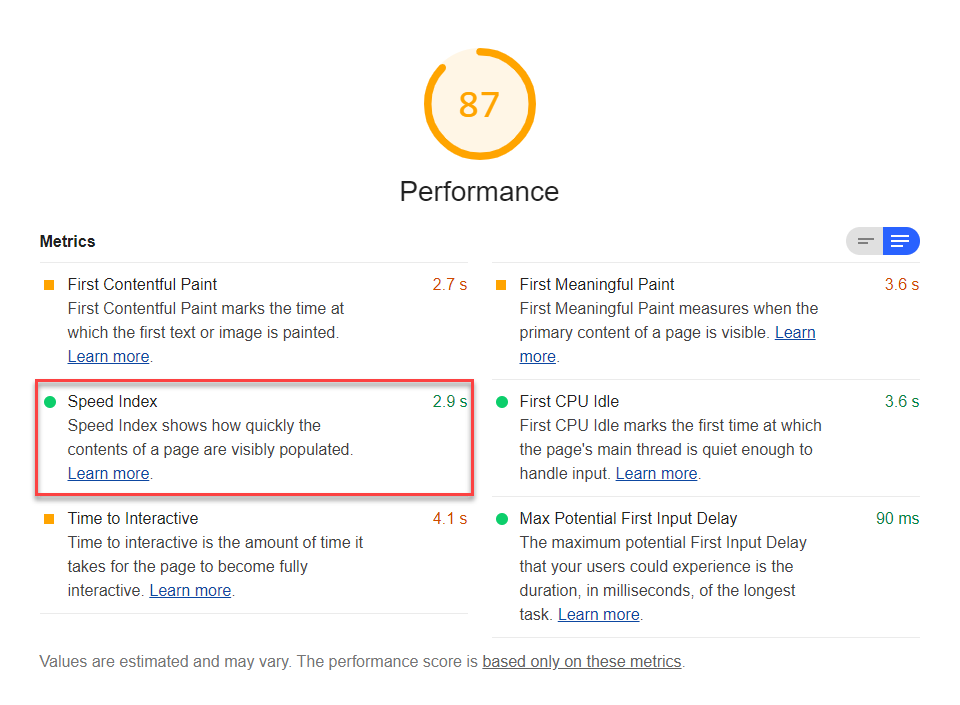 87
Performance
Metrics
First Contentful Paint 2.7 s
First Contentful Paint marks the time at
which the first text or image is painted.
Learn more.
First Meaningful Paint 3.6 s
First Meaningful Paint measures when the
primary content of a page is visible. Learn
more.
Speed Index 2.9 s
Speed Index shows how quickly the
contents of a page are visibly populated.
Learn more.
First CPU Idle 3.6 s
First CPU Idle marks the first time at which
the page's main thread is quiet enough to
handle input. Learn more.
Time to Interactive 4.1 s
Time to interactive is the amount of time it
takes for the page to become fully
interactive. Learn more.
Max Potential First Input Delay 90 ms
The maximum potential First Input Delay
that your users could experience is the
duration, in milliseconds, of the longest
task. Learn more.
Values are estimated and may vary. The performance score is based only on these metrics.